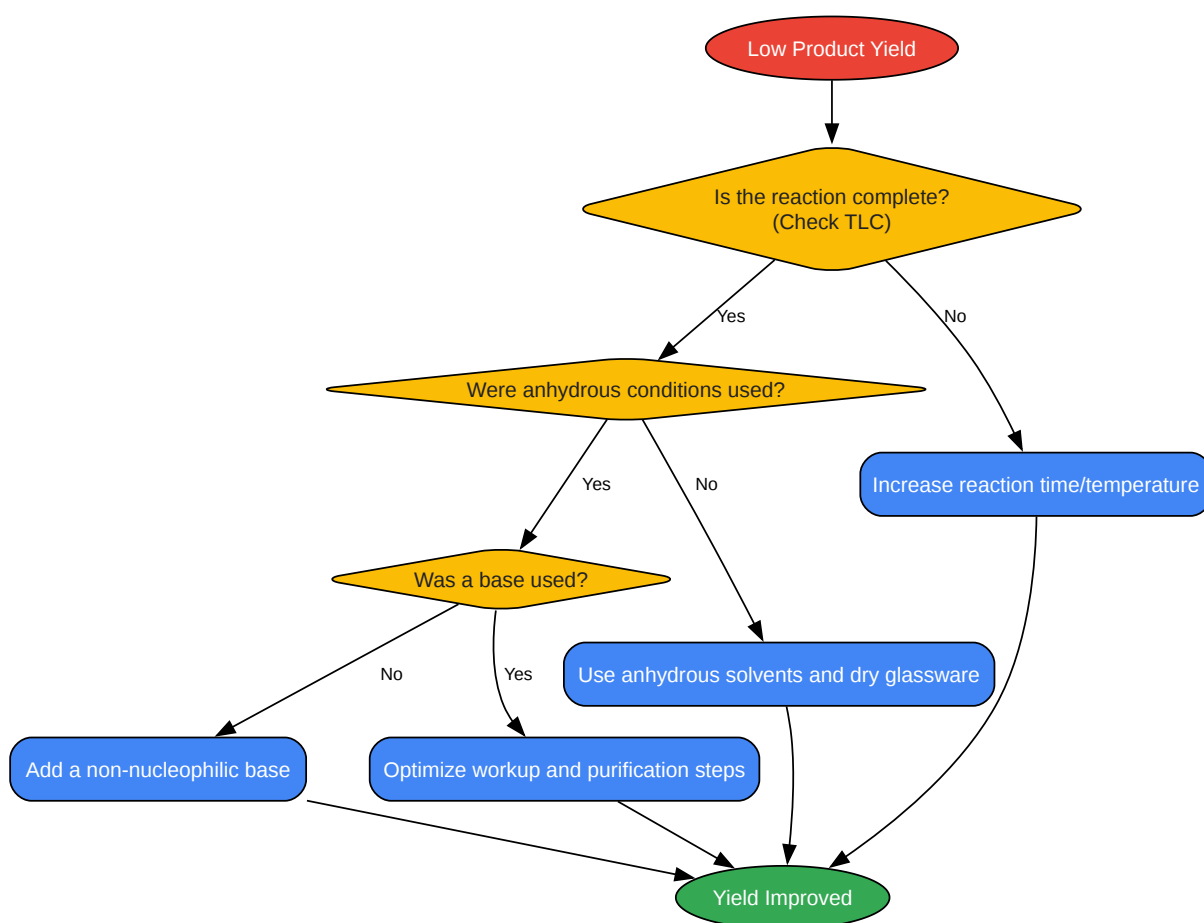 Low Product Yield
Is the reaction complete?
(Check TLC)
Yes
No
Were anhydrous conditions used?
Yes
No
Increase reaction time/temperature
Was a base used?
No
Yes
Use anhydrous solvents and dry glassware
Add a non-nucleophilic base
Optimize workup and purification steps
Yield Improved